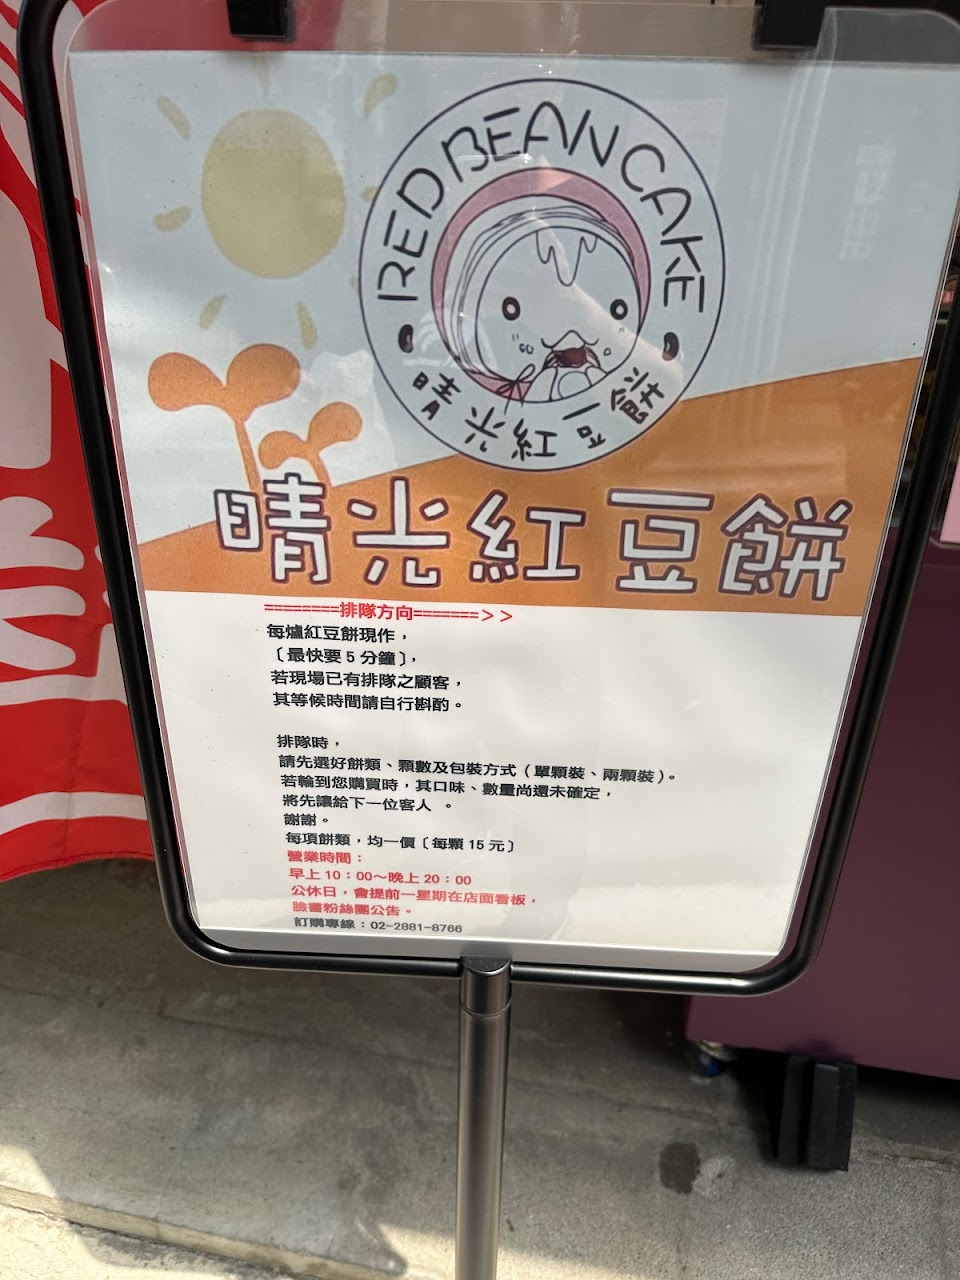 RED BEAN CAKE
晴光紅豆餅
晴光紅豆餅
========排隊方向=======>>
每爐紅豆餅現作，
〔最快要 5 分鐘〕，
若現場已有排隊之顧客，
其等候時間請自行斟酌。
排隊時，
請先選好餅類、顆數及包裝方式（單顆裝、兩顆裝）。
若輪到您購買時，其口味、數量尚還未確定，
將先讓給下一位客人 。
謝謝。
每項餅類，均一價〔每顆 15 元〕
營業時間：
早上 10：00～晚上 20：00
公休日，會提前一星期在店面看板，
臉書粉絲團公告。
訂購專線：02-2881-8766